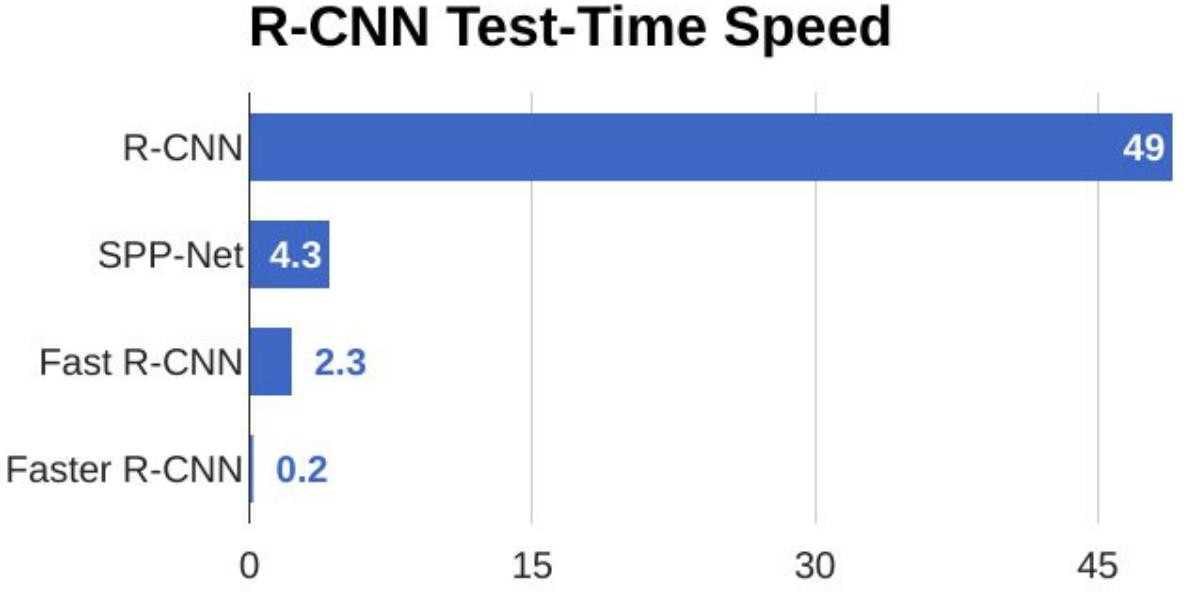 R-CNN Test-Time Speed
R-CNN 49
SPP-Net 4.3
Fast R-CNN 2.3
Faster R-CNN 0.2
0 15 30 45